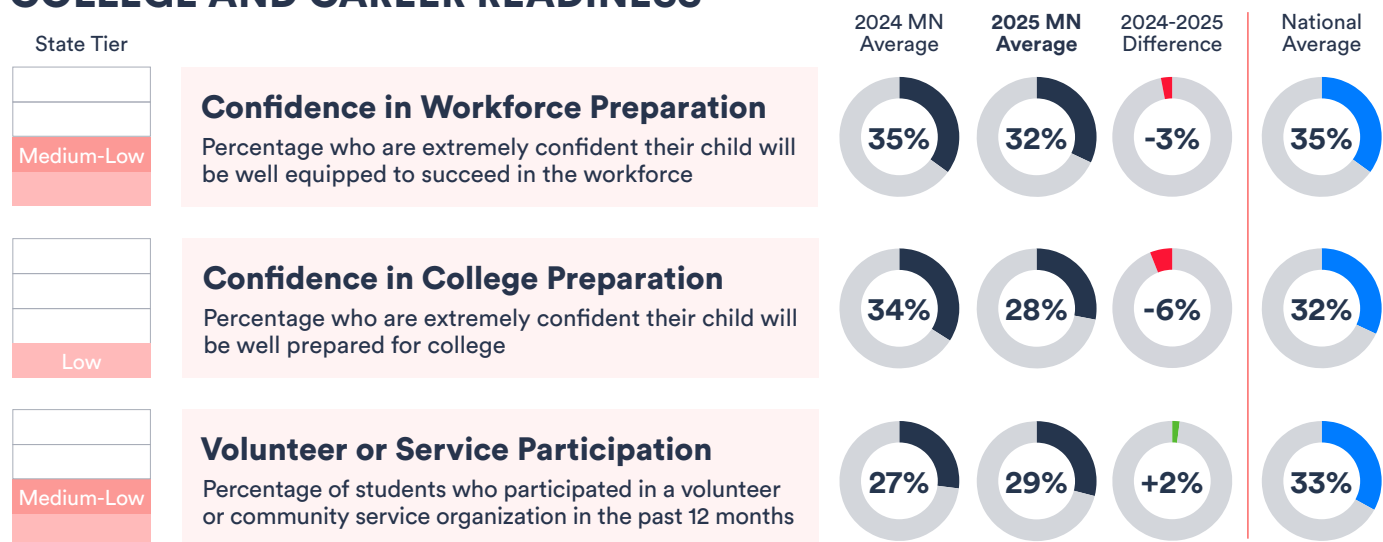 COLLEGE AND CAREER READINESS
State Tier
2024 MN
Average
2025 MN
Average
2024-2025
Difference
National
Average
Medium-Low
Confidence in Workforce Preparation
Percentage who are extremely confident their child will
be well equipped to succeed in the workforce
35%
32%
-3%
35%
Low
Confidence in College Preparation
Percentage who are extremely confident their child will
be well prepared for college
34%
28%
-6%
32%
Medium-Low
Volunteer or Service Participation
Percentage of students who participated in a volunteer
or community service organization in the past 12 months
27%
29%
+2%
33%